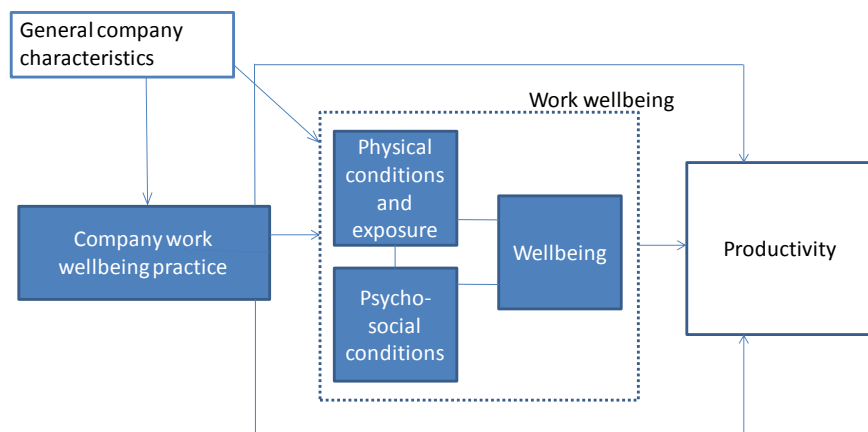 General company
characteristics
Work wellbeing
Physical
conditions
and
exposure
Company work
wellbeing practice
Wellbeing
Productivity
Psycho-
social
conditions